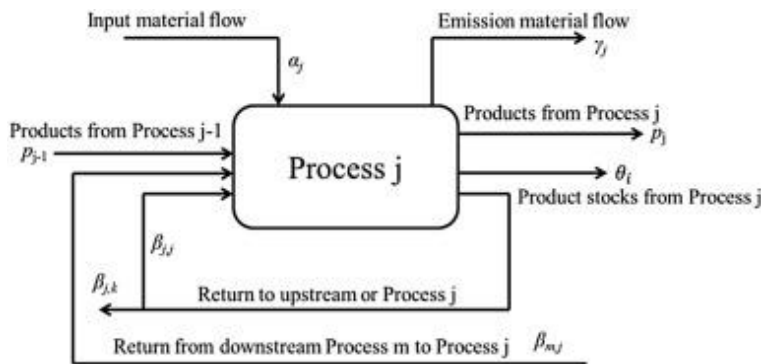 Input material flow
Emission material flow
αj
γj
Products from Process j-1
Products from Process j
pj-1
pj
Process j
θi
Product stocks from Process j
βj,j
βj,k
Return to upstream or Process j
Return from downstream Process m to Process j
βm,j